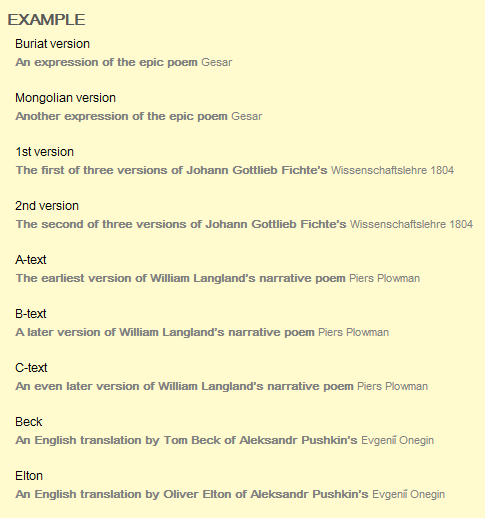 EXAMPLE
Buriat version
An expression of the epic poem Gesar
Mongolian version
Another expression of the epic poem Gesar
1st version
The first of three versions of Johann Gottlieb Fichte's Wissenschaftslehre 1804
2nd version
The second of three versions of Johann Gottlieb Fichte's Wissenschaftslehre 1804
A-text
The earliest version of William Langland's narrative poem Piers Plowman
B-text
A later version of William Langland's narrative poem Piers Plowman
C-text
An even later version of William Langland's narrative poem Piers Plowman
Beck
An English translation by Tom Beck of Aleksandr Pushkin's Evgeniĭ Onegin
Elton
An English translation by Oliver Elton of Aleksandr Pushkin's Evgeniĭ Onegin